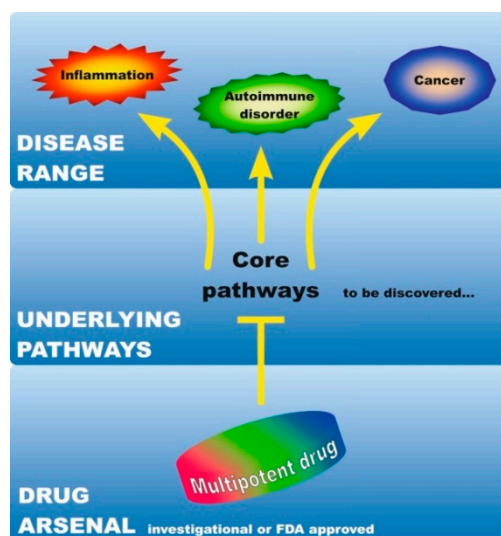 Inflammation
Autoimmune
disorder
Cancer
DISEASE
RANGE
Core
pathways
to be discovered...
UNDERLYING
PATHWAYS
Multipotent drug
DRUG
ARSENAL investigational or FDA approved